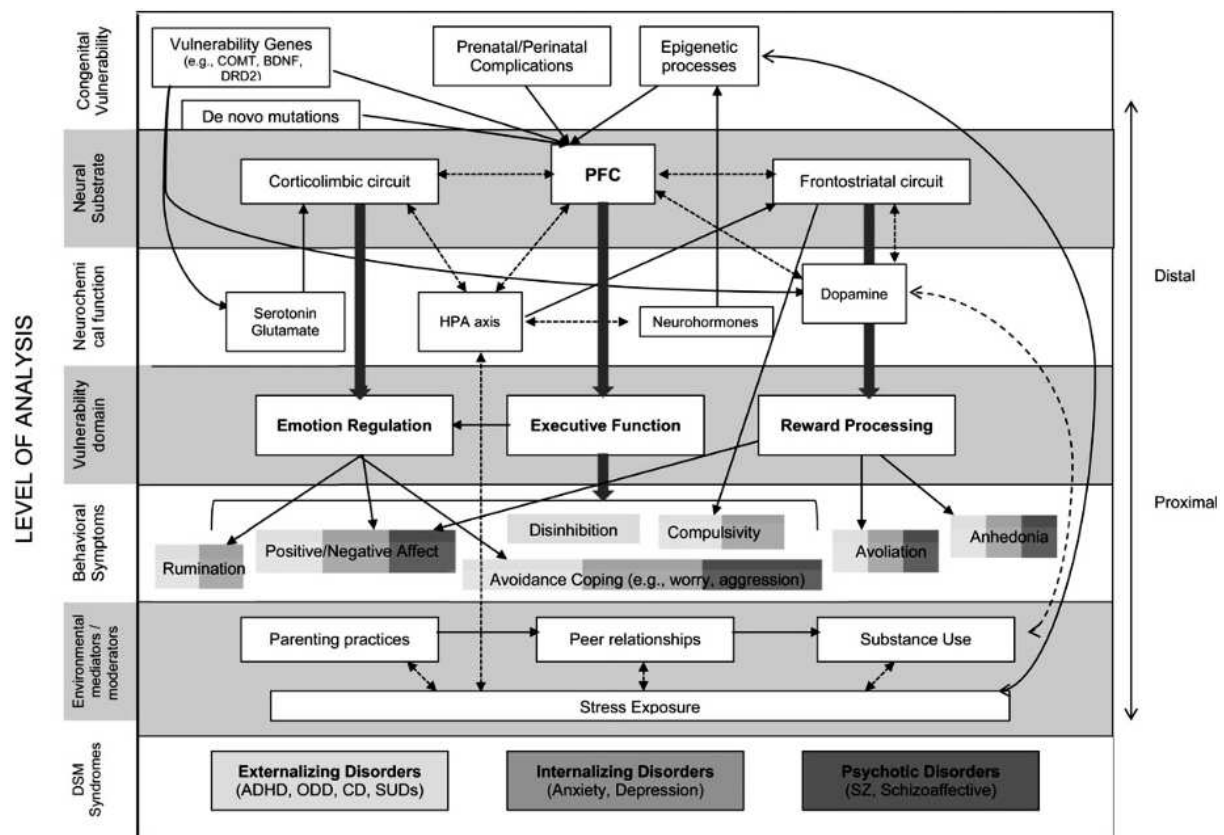 LEVEL OF ANALYSIS
Congenital
Vulnerability
Vulnerability Genes
(e.g., COMT, BDNF,
DRD2)
Prenatal/Perinatal
Complications
Epigenetic
processes
De novo mutations
Neural
Substrate
Corticolimbic circuit
PFC
Frontostriatal circuit
Neurochemi
cal function
Serotonin
Glutamate
HPA axis
Neurohormones
Dopamine
Distal
Vulnerability
domain
Emotion Regulation
Executive Function
Reward Processing
Behavioral
Symptoms
Rumination
Positive/Negative Affect
Disinhibition
Compulsivity
Avoidance Coping (e.g., worry, aggression)
Avoliation
Anhedonia
Proximal
Environmental
mediators /
moderators
Parenting practices
Peer relationships
Substance Use
Stress Exposure
DSM
Syndromes
Externalizing Disorders
(ADHD, ODD, CD, SUDs)
Internalizing Disorders
(Anxiety, Depression)
Psychotic Disorders
(SZ, Schizoaffective)